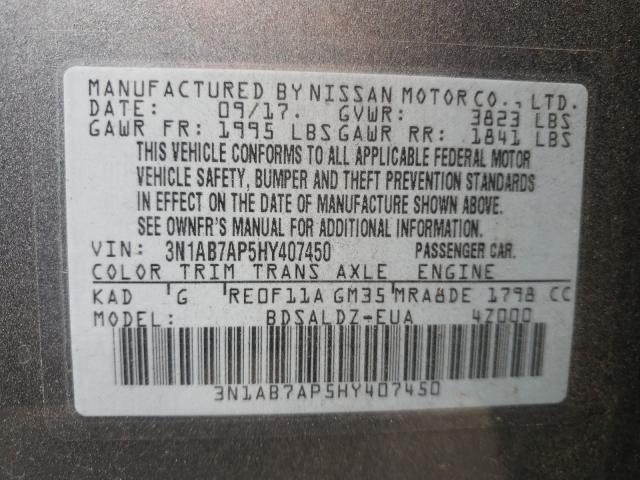 MANUFACTURED BY NISSAN MOTOR CO., LTD.
DATE: 09/17. GVWR: 3823 LBS
GAWR FR: 1995 LBS GAWR RR: 1841 LBS
THIS VEHICLE CONFORMS TO ALL APPLICABLE FEDERAL MOTOR
VEHICLE SAFETY, BUMPER AND THEFT PREVENTION STANDARDS
IN EFFECT ON THE DATE OF MANUFACTURE SHOWN ABOVE.
SEE OWNER'S MANUAL FOR ADDITIONAL INFORMATION.
VIN: 3N1AB7AP5HY407450 PASSENGER CAR.
COLOR TRIM TRANS AXLE ENGINE
KAD G RE0F11A GM35 MRA8DE 1798 CC
MODEL: BDSALDZ-EUA 4Z000
3N1AB7AP5HY407450